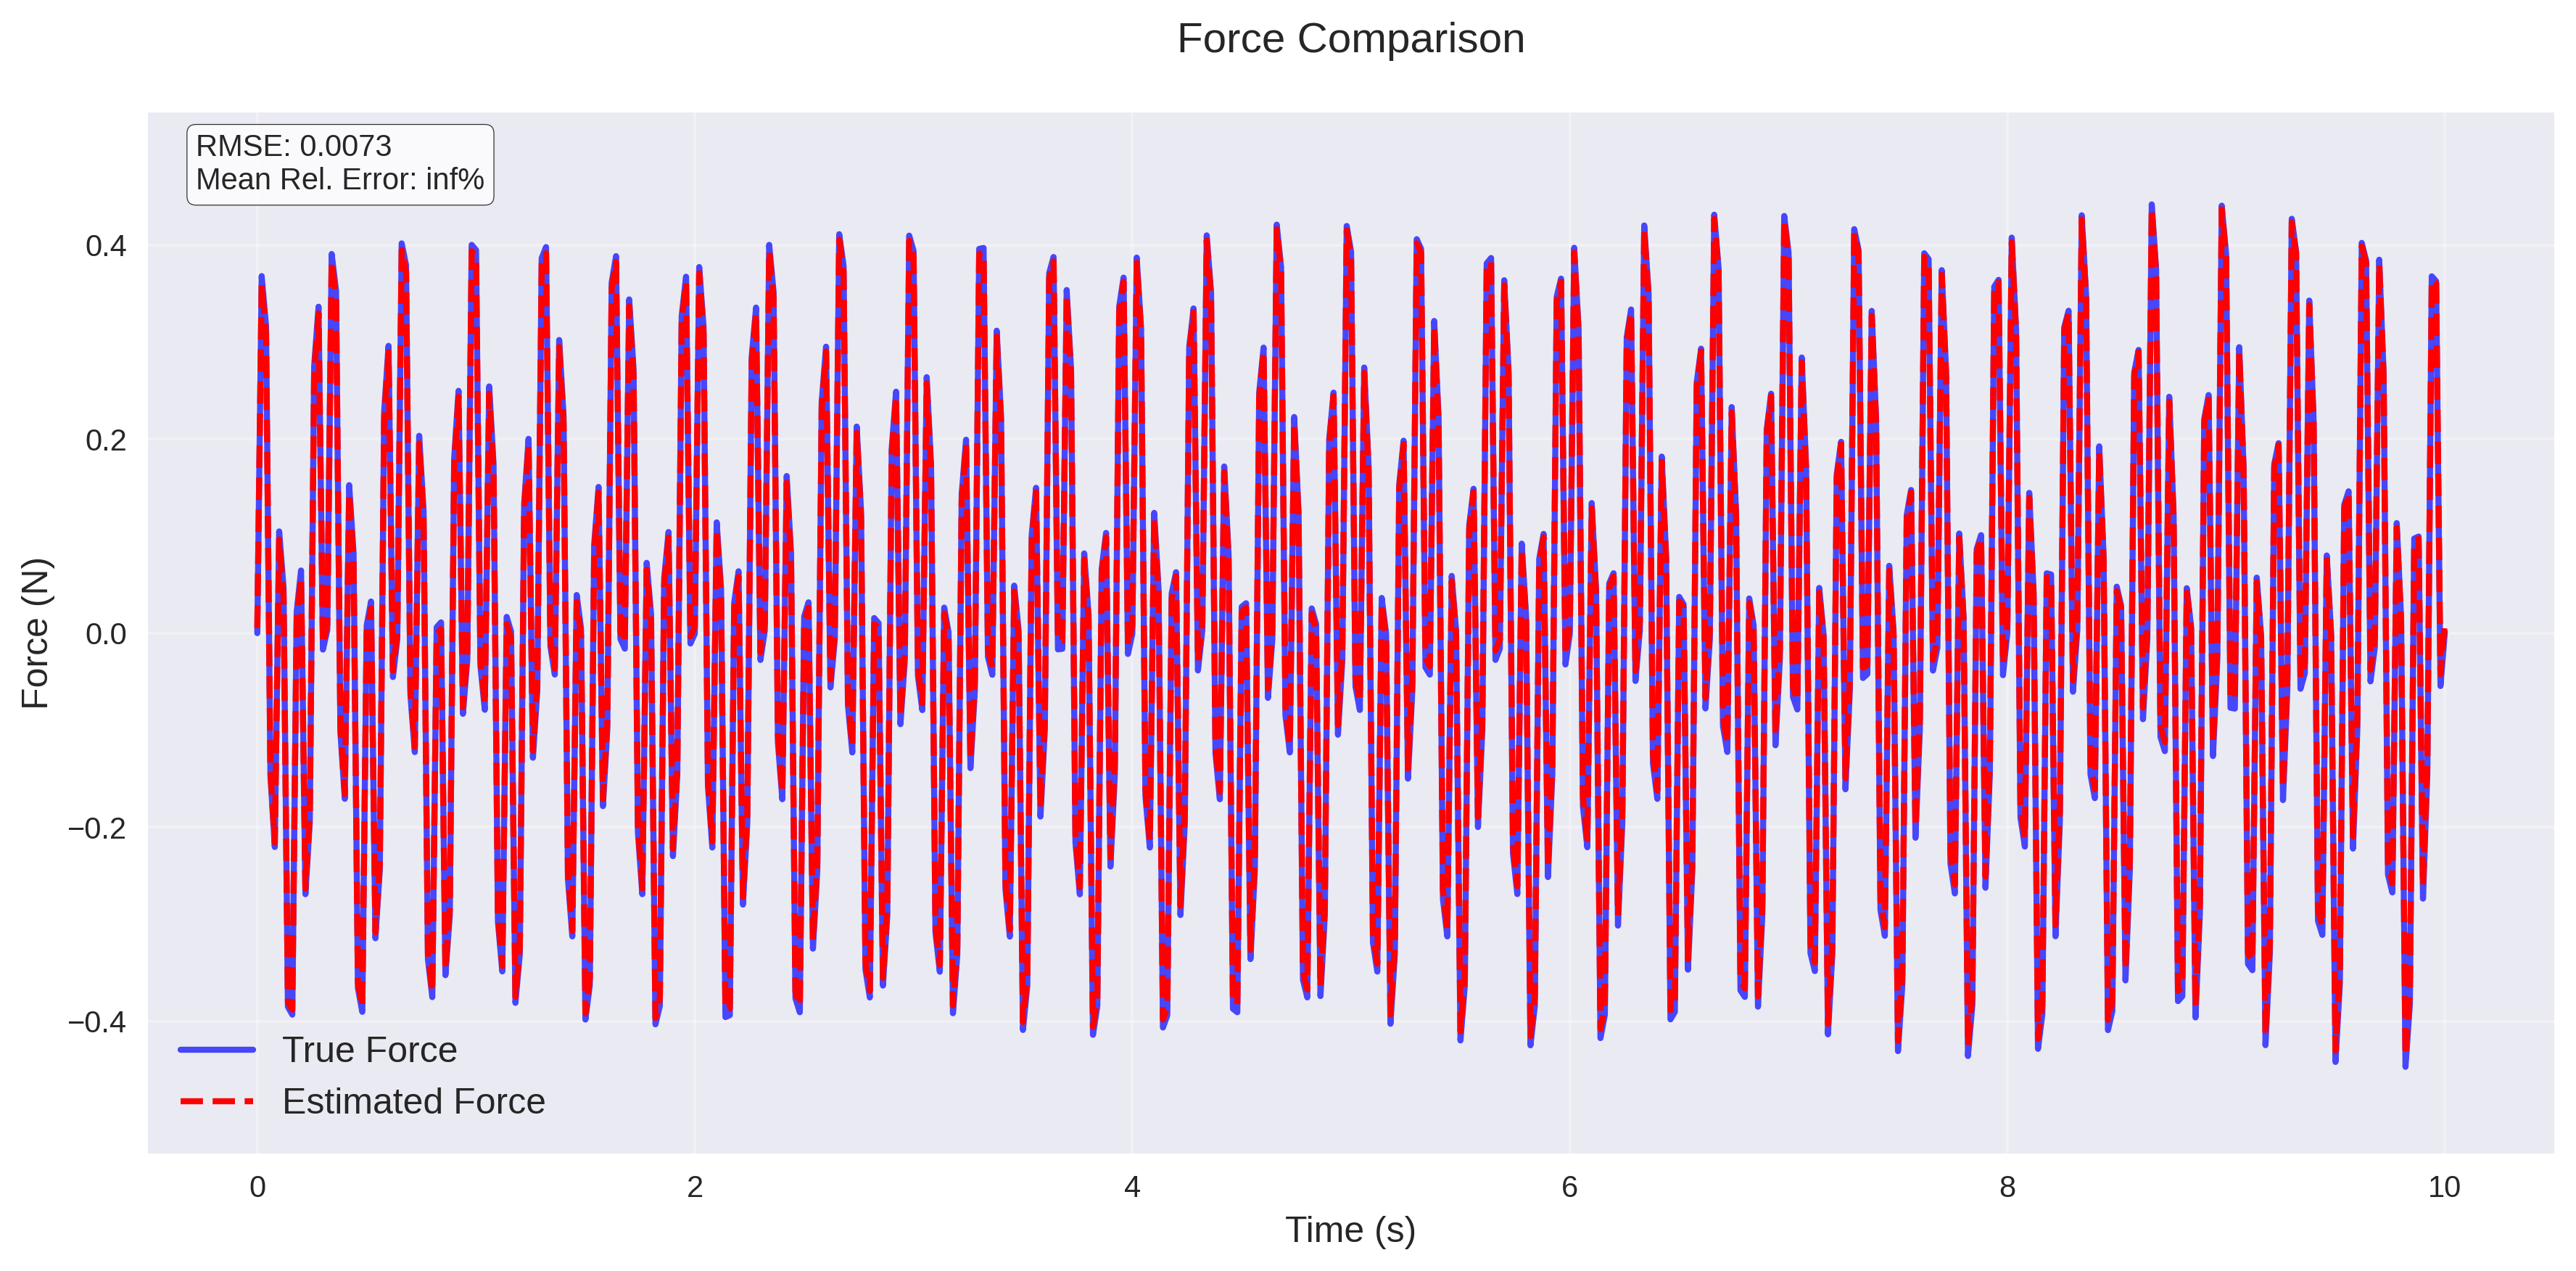 Force Comparison
RMSE: 0.0073
Mean Rel. Error: inf%
0.4
0.2
0.0
−0.2
−0.4
Force (N)
True Force
Estimated Force
0
2
4
6
8
10
Time (s)